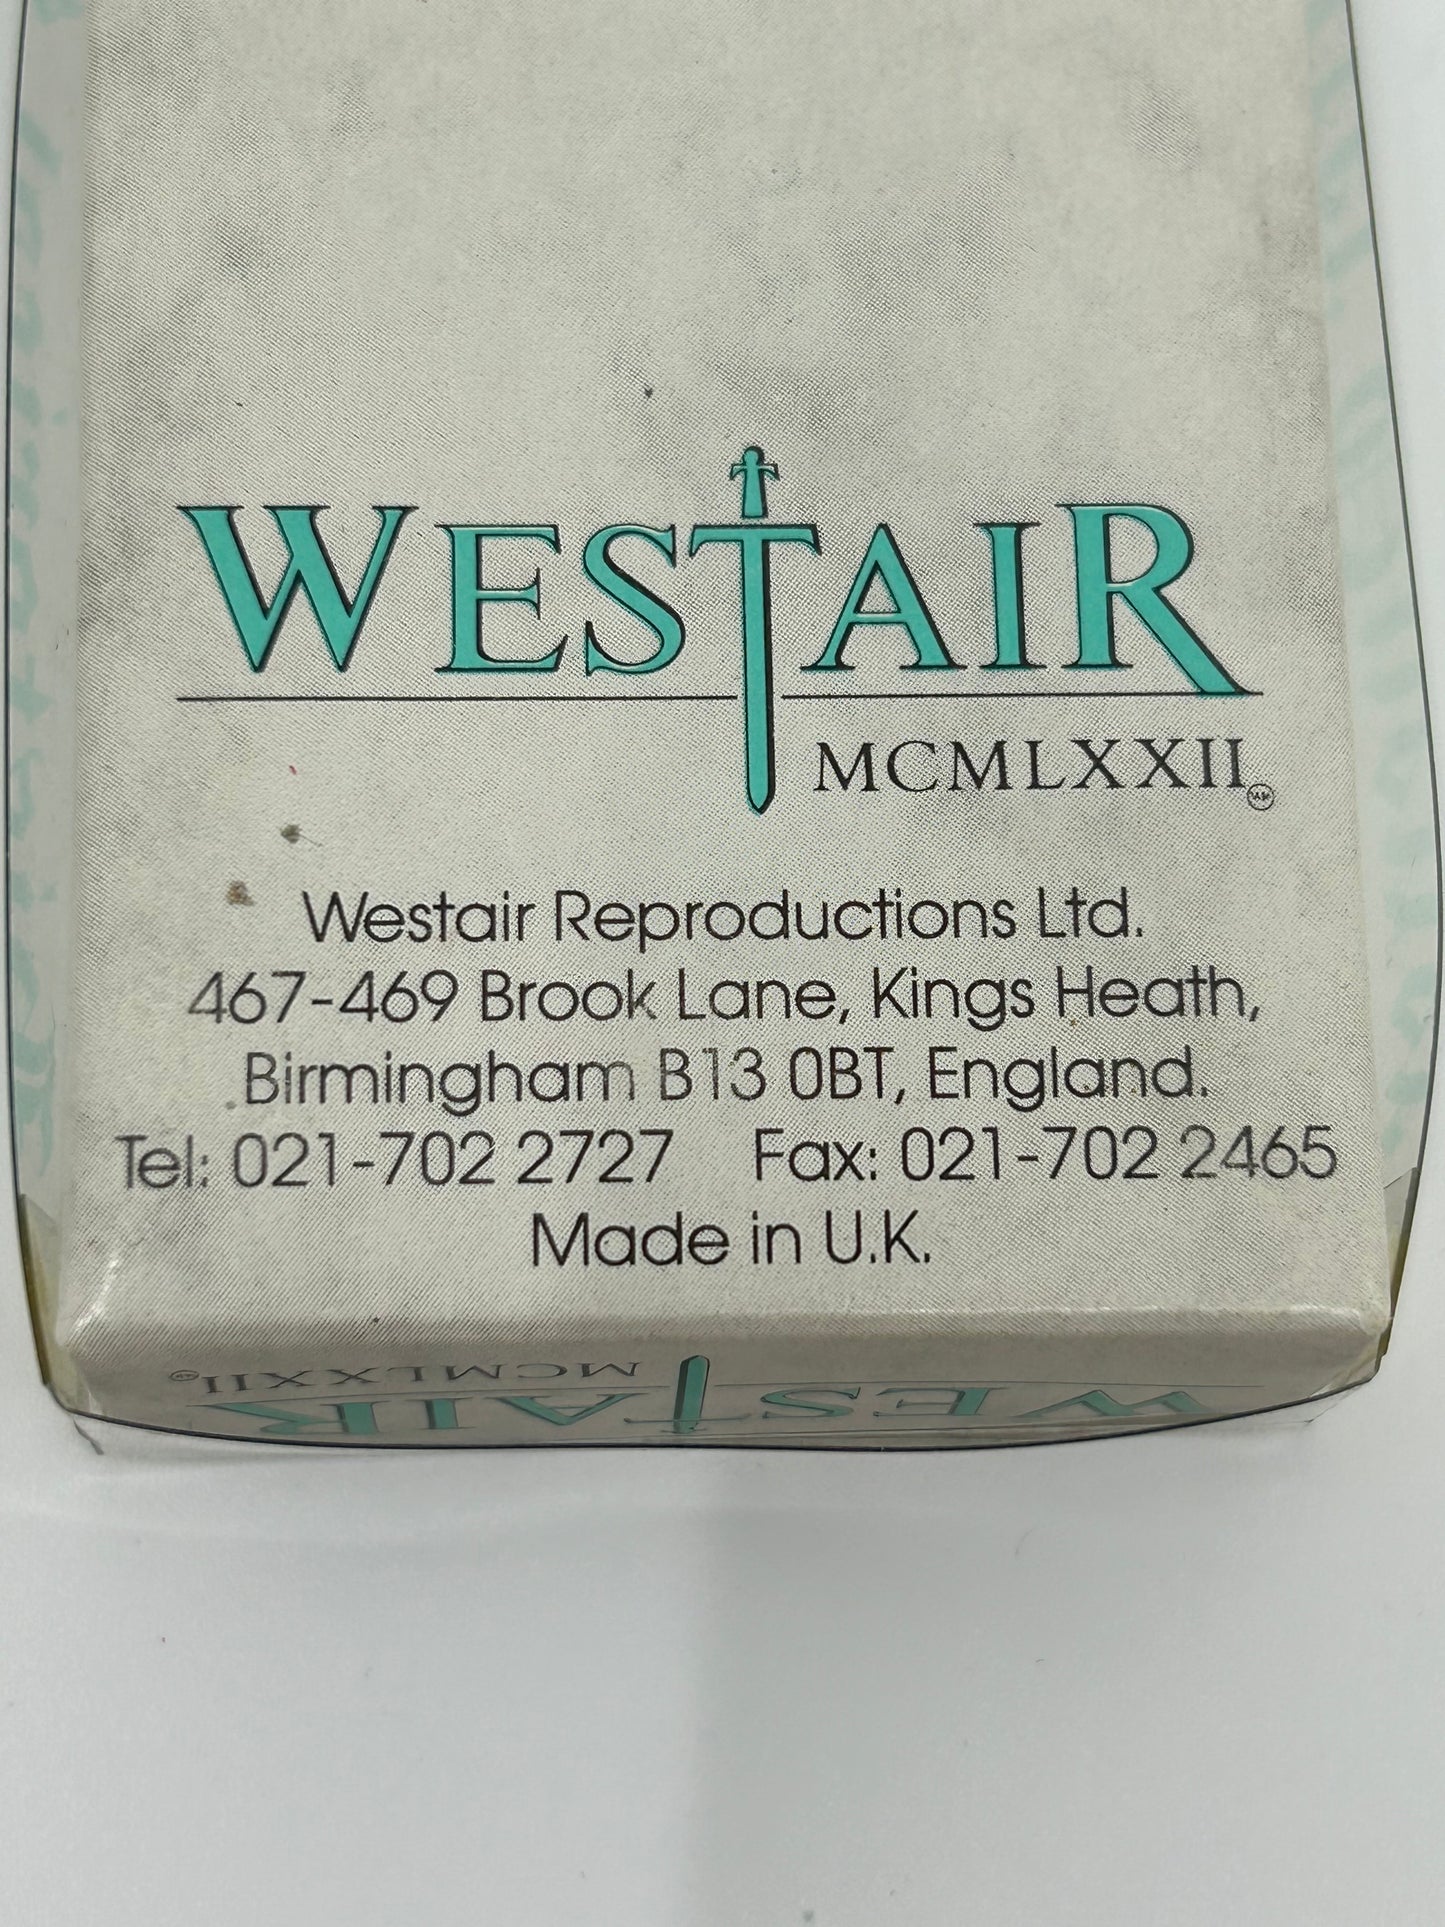 WESTAIR
MCMLXXII
Westair Reproductions Ltd.
467-469 Brook Lane, Kings Heath,
Birmingham B13 0BT, England.
Tel: 021-702 2727 Fax: 021-702 2465
Made in U.K.
WESTAIR
MCMLXXII